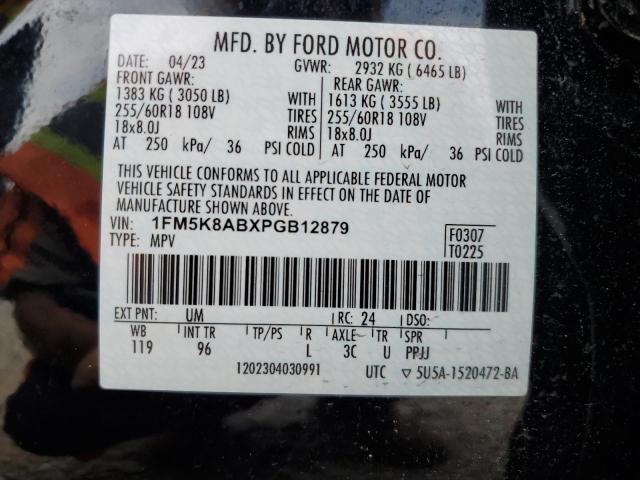 MFD. BY FORD MOTOR CO.
DATE: 04/23 GVWR: 2932 KG ( 6465 LB)
FRONT GAWR: REAR GAWR:
1383 KG ( 3050 LB) WITH 1613 KG ( 3555 LB) WITH
255/60R18 108V TIRES 255/60R18 108V TIRES
18x8.0J RIMS 18x8.0J RIMS
AT 250 kPa/ 36 PSI COLD AT 250 kPa/ 36 PSI COLD
THIS VEHICLE CONFORMS TO ALL APPLICABLE FEDERAL MOTOR
VEHICLE SAFETY STANDARDS IN EFFECT ON THE DATE OF
MANUFACTURE SHOWN ABOVE.
VIN: 1FM5K8ABXPGB12879 F0307
TYPE: MPV T0225
EXT PNT: UM RC: 24 DSO:
WB INT TR TP/PS R AXLE TR SPR
119 96 L 3C U PPJJ
1202304030991 UTC ▽ 5U5A-1520472-BA